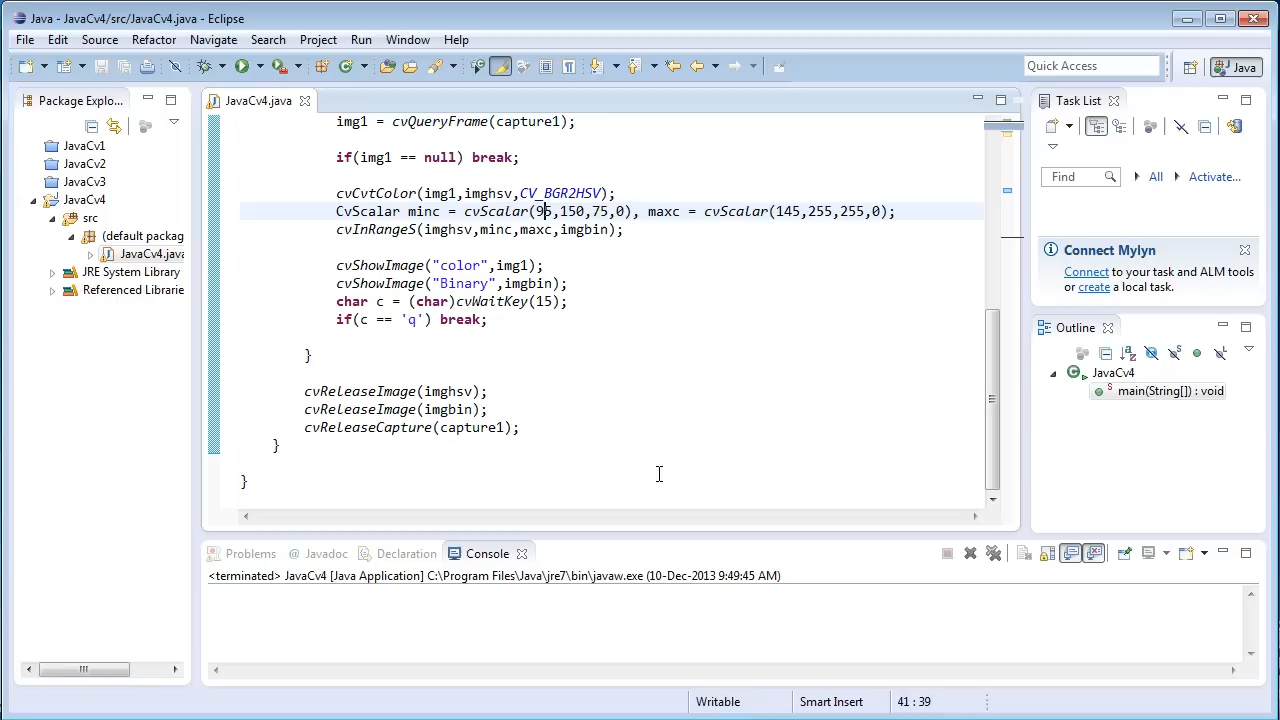 Java - JavaCv4/src/JavaCv4.java - Eclipse
File Edit Source Refactor Navigate Search Project Run Window Help
Quick Access
Java
Package Explo...
JavaCv1
JavaCv2
JavaCv3
JavaCv4
src
(default packag
JavaCv4.java
JRE System Library
Referenced Librarie
JavaCv4.java
img1 = cvQueryFrame(capture1);
if(img1 == null) break;
cvCvtColor(img1,imghsv,CV_BGR2HSV);
CvScalar minc = cvScalar(95,150,75,0), maxc = cvScalar(145,255,255,0);
cvInRangeS(imghsv,minc,maxc,imgbin);
cvShowImage("color",img1);
cvShowImage("Binary",imgbin);
char c = (char)cvWaitKey(15);
if(c == 'q') break;
}
cvReleaseImage(imghsv);
cvReleaseImage(imgbin);
cvReleaseCapture(capture1);
}
}
Task List
Find
All
Activate...
Connect Mylyn
Connect to your task and ALM tools
or create a local task.
Outline
JavaCv4
main(String[]) : void
Problems
Javadoc
Declaration
Console
<terminated> JavaCv4 [Java Application] C:\Program Files\Java\jre7\bin\javaw.exe (10-Dec-2013 9:49:45 AM)
Writable
Smart Insert
41 : 39